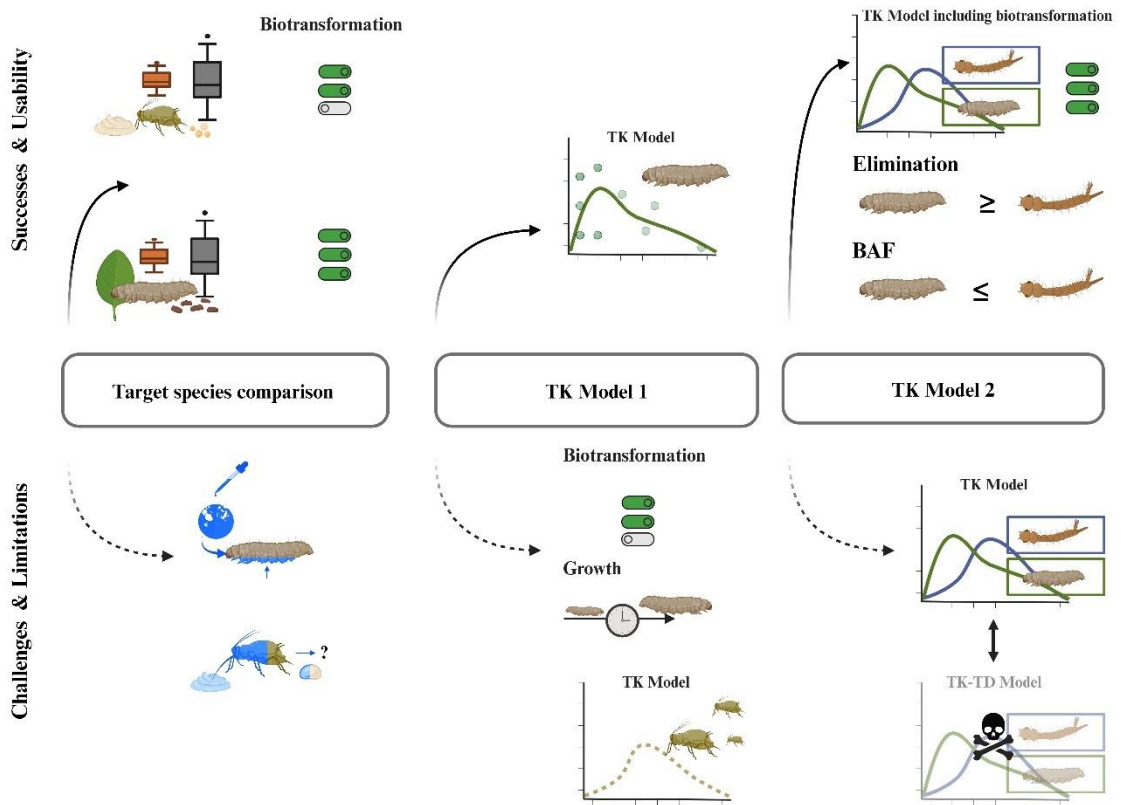 Successes & Usability
Biotransformation
TK Model
TK Model including biotransformation
Elimination
≥
BAF
≤
Target species comparison
TK Model 1
TK Model 2
Challenges & Limitations
?
Biotransformation
Growth
TK Model
TK Model
TK-TD Model